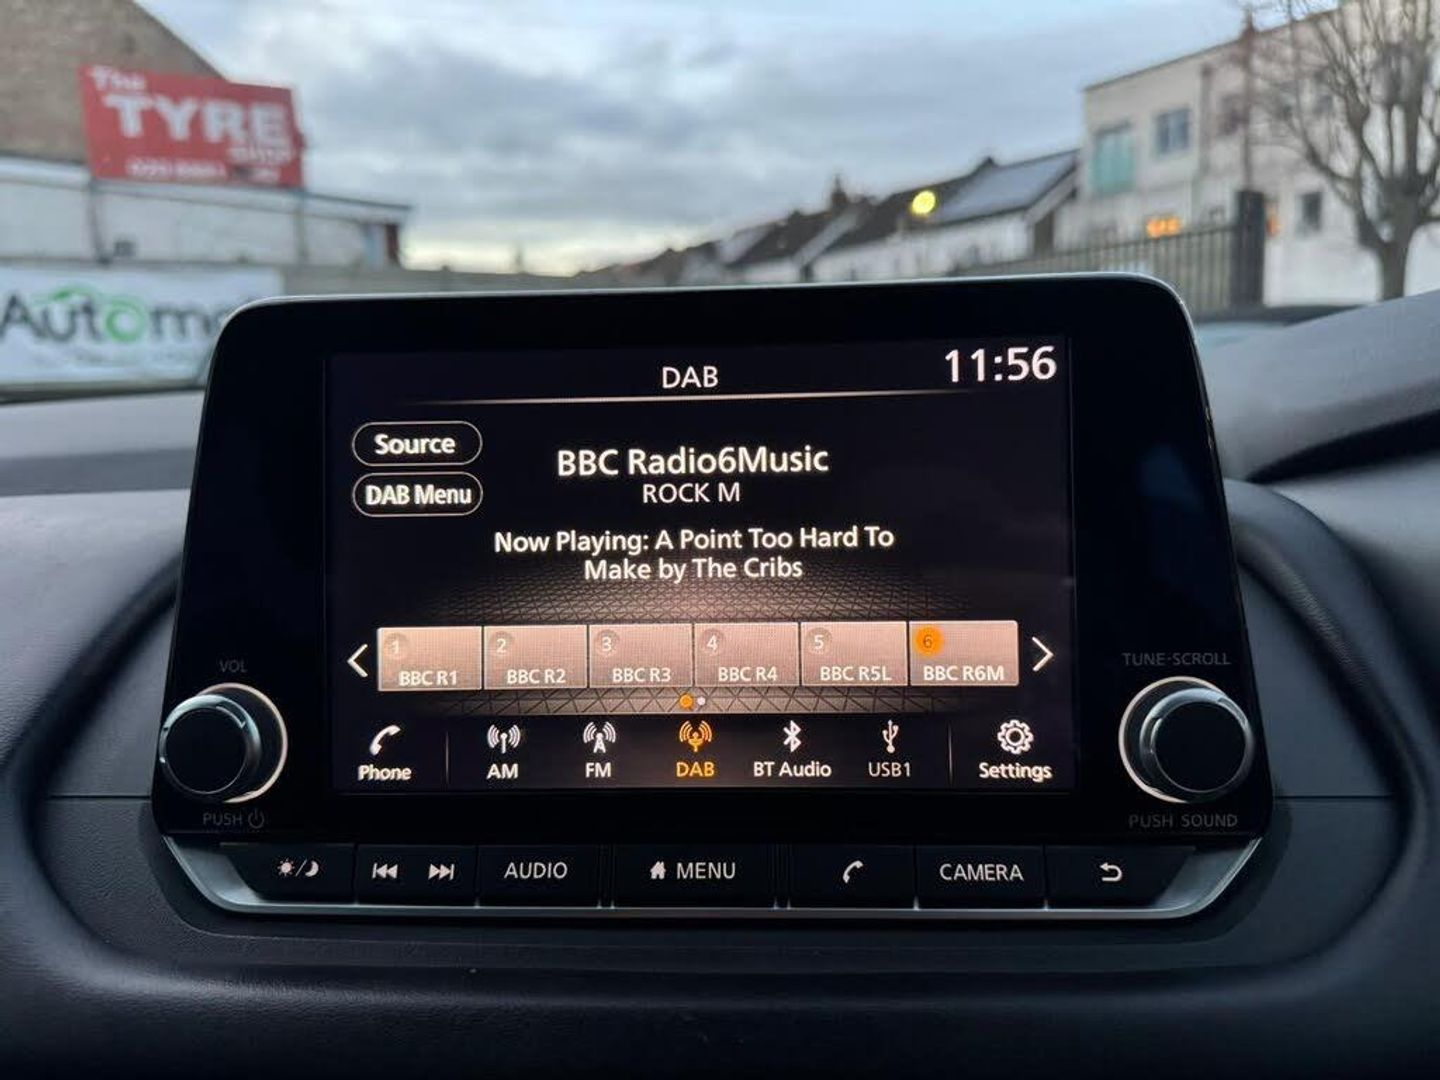 The
TYRE
Automo
DAB
11:56
Source
DAB Menu
BBC Radio6Music
ROCK M
Now Playing: A Point Too Hard To
Make by The Cribs
1 2 3 4 5 6
BBC R1 BBC R2 BBC R3 BBC R4 BBC R5L BBC R6M
Phone AM FM DAB BT Audio USB1 Settings
VOL
PUSH
TUNE·SCROLL
PUSH SOUND
AUDIO MENU CAMERA